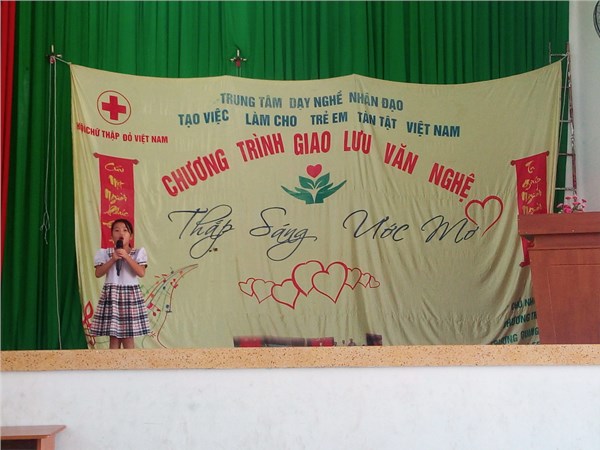 TRUNG TÂM DẠY NGHỀ NHÂN ĐẠO
TẠO VIỆC LÀM CHO TRẺ EM TÀN TẬT VIỆT NAM
CHỮ THẬP ĐỎ VIỆT NAM
CHƯƠNG TRÌNH GIAO LƯU VĂN NGHỆ
Thắp Sáng Ước Mơ